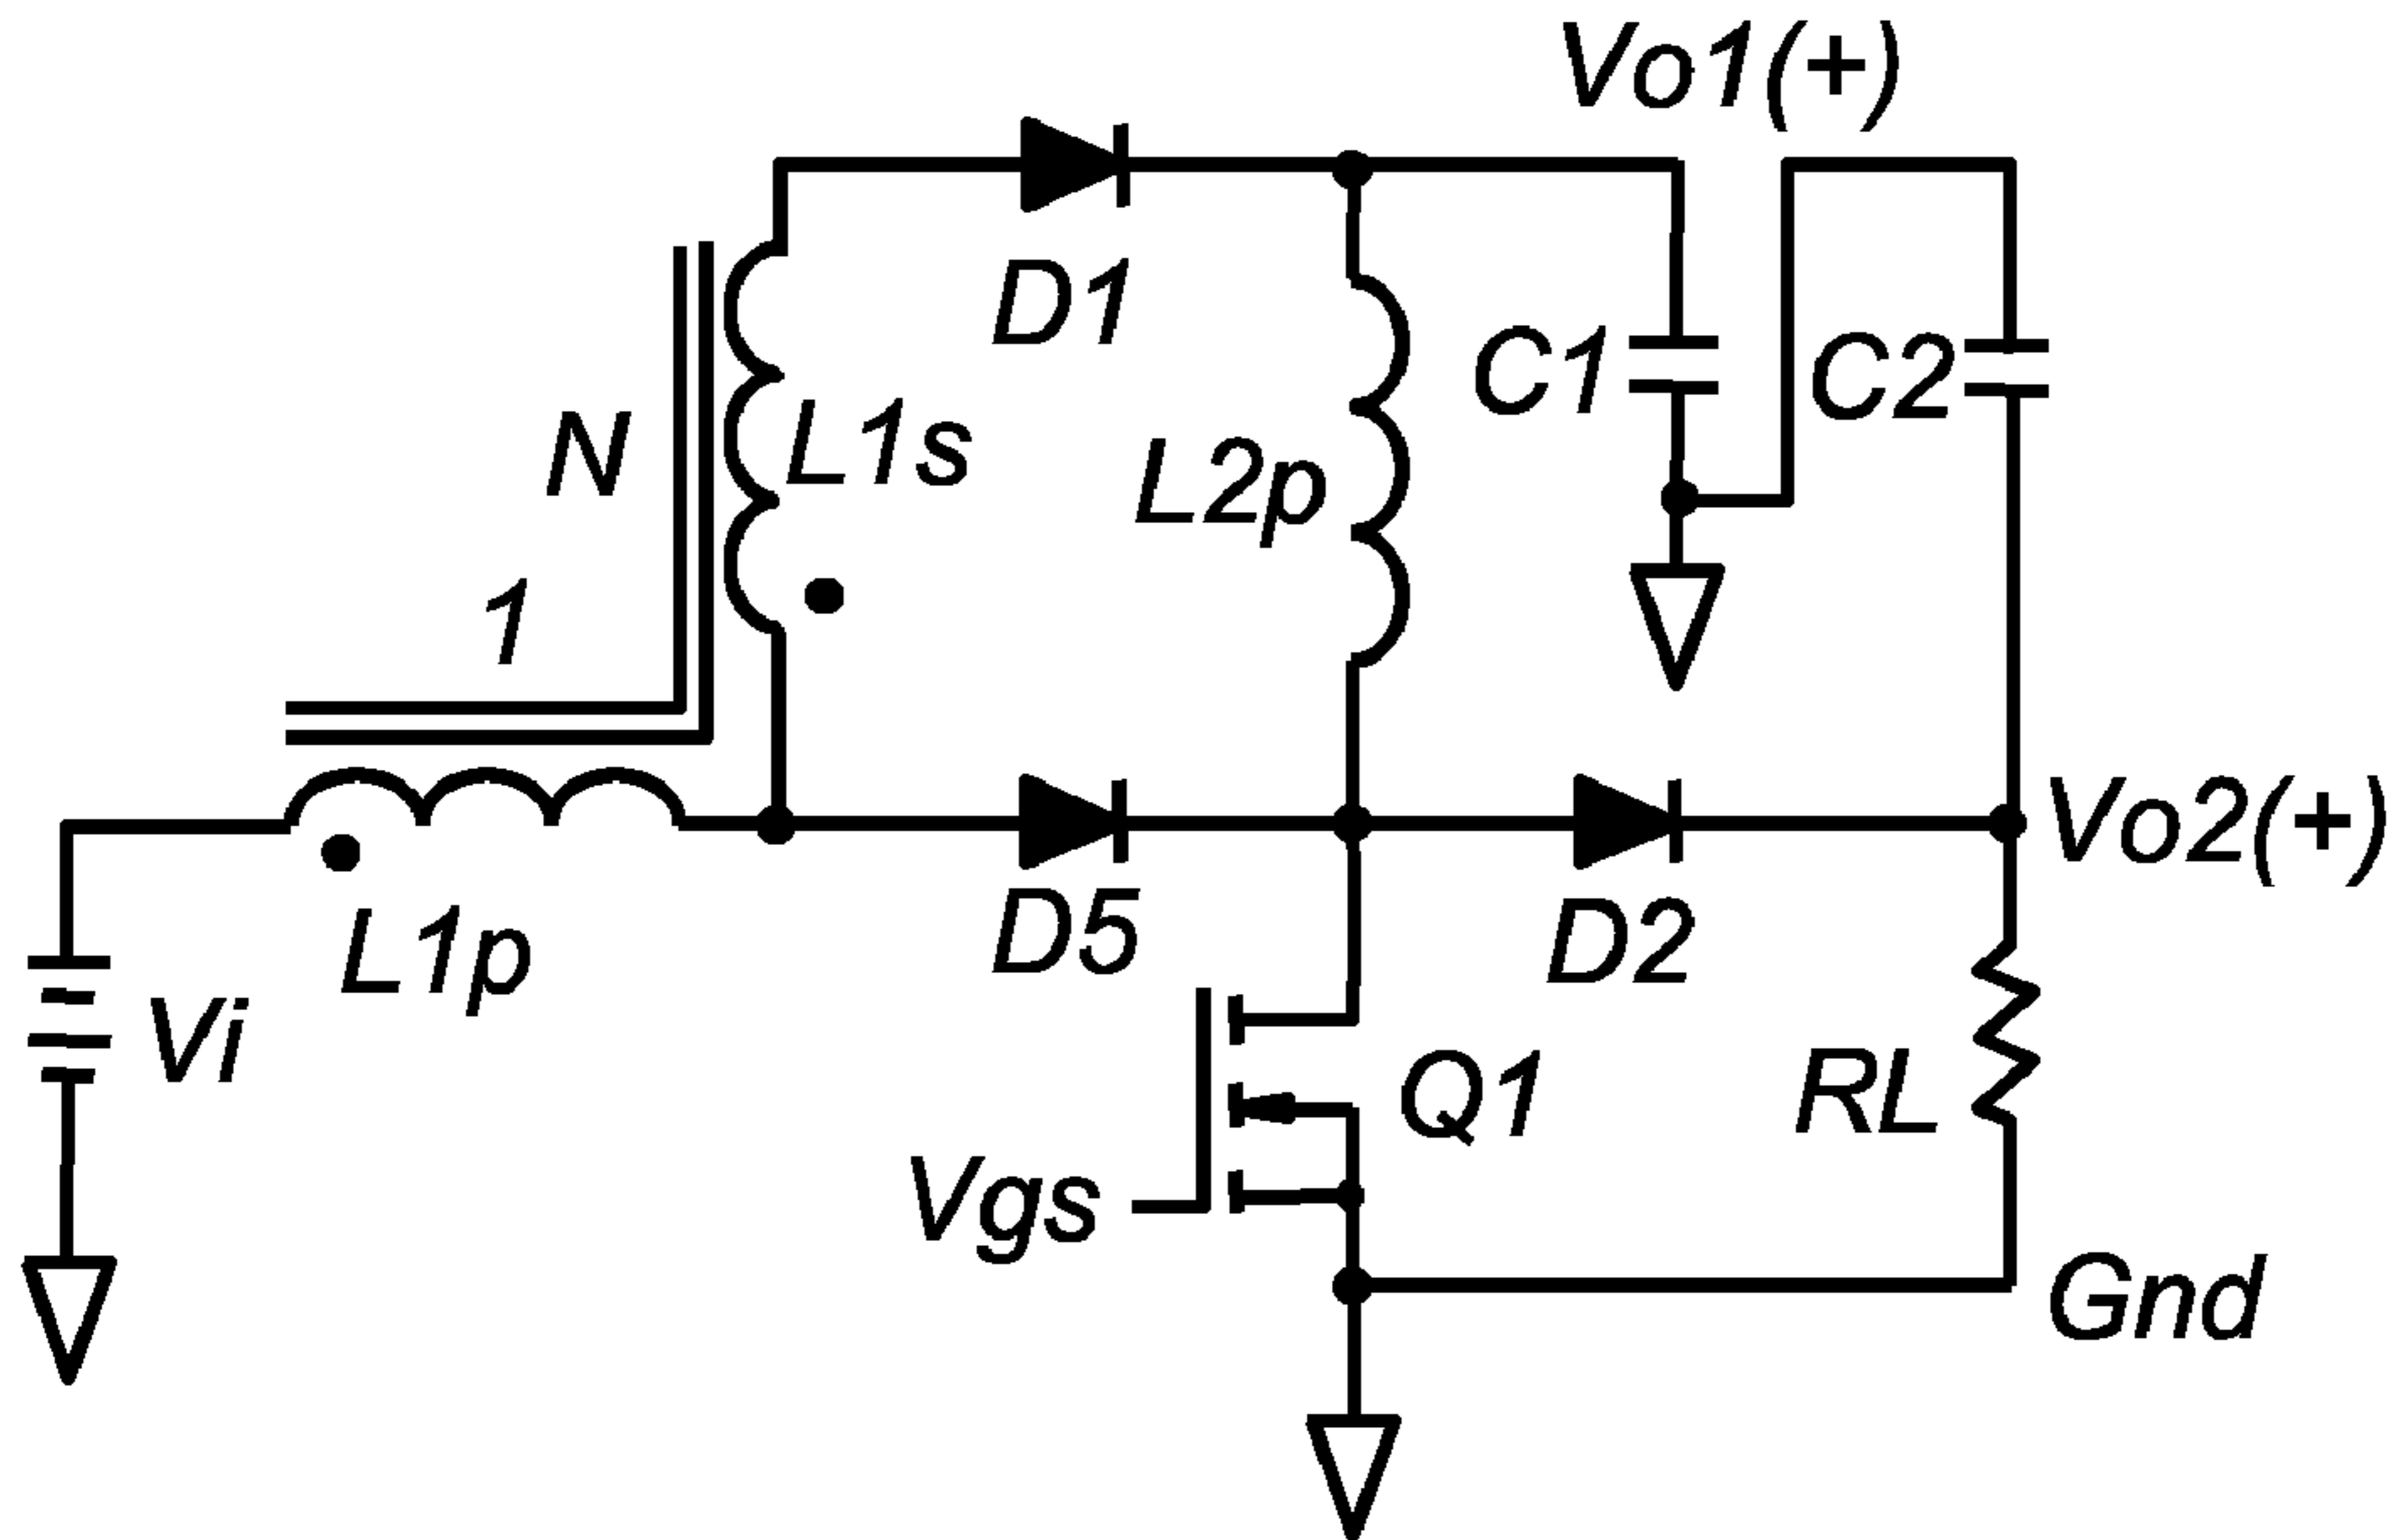 Vo1(+)
D1
C1
C2
N
L1s
L2p
1
Vo2(+)
L1p
D5
D2
Vi
Q1
RL
Vgs
Gnd